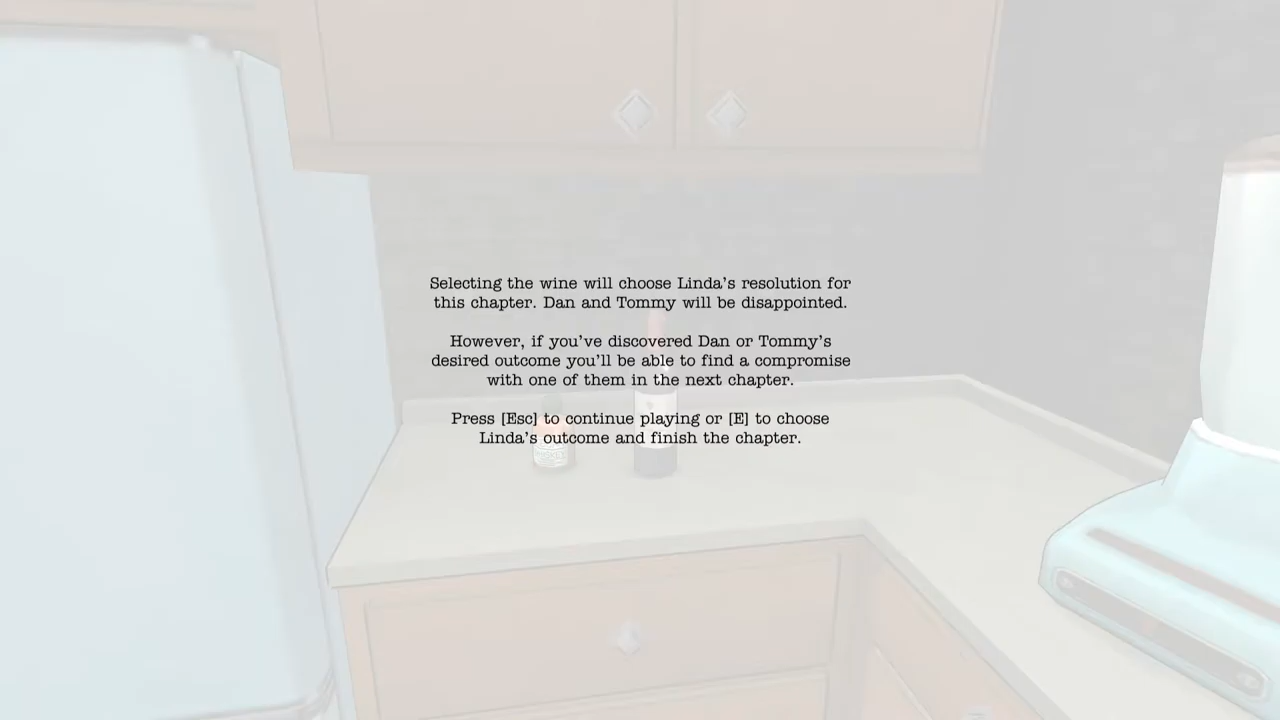 Selecting the wine will choose Linda's resolution for
this chapter. Dan and Tommy will be disappointed.
However, if you've discovered Dan or Tommy's
desired outcome you'll be able to find a compromise
with one of them in the next chapter.
Press [Esc] to continue playing or [E] to choose
Linda's outcome and finish the chapter.